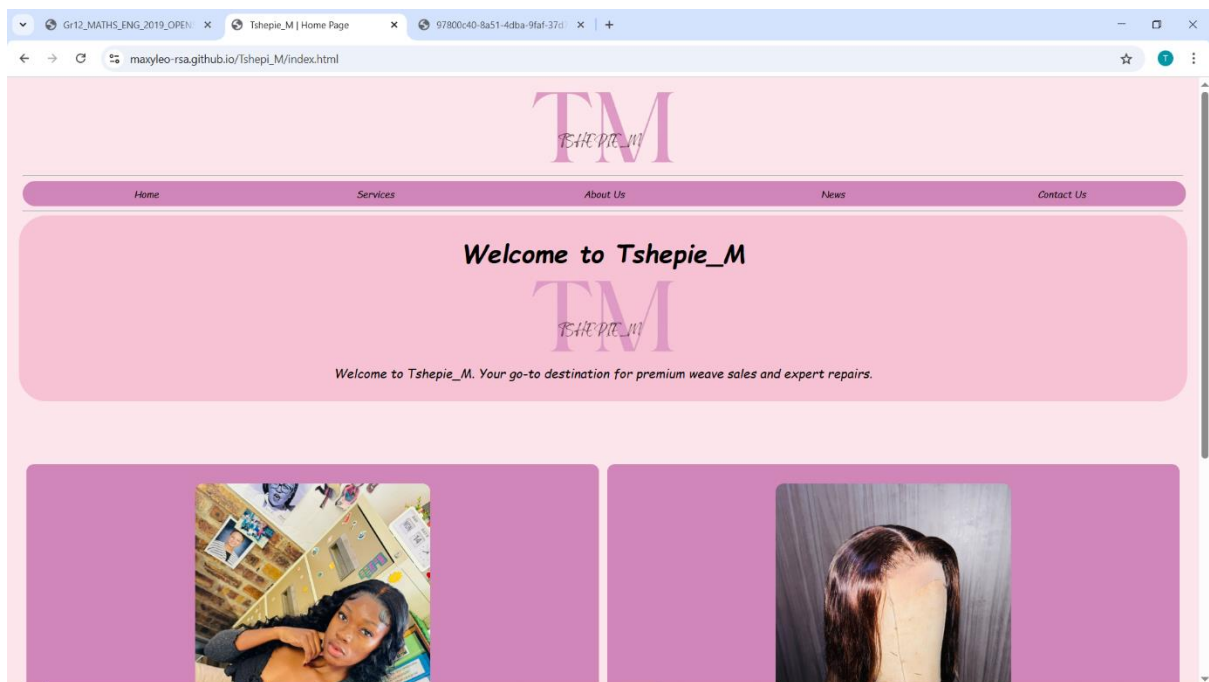 Gr12_MATHS_ENG_2019_OPEN
Tshepie_M | Home Page
97800c40-8a51-4dba-9faf-37d7
maxyleo-rsa.github.io/Tshepi_M/index.html
T
TM
TSHEPIE_M
Home Services About Us News Contact Us
Welcome to Tshepie_M
TM
TSHEPIE_M
Welcome to Tshepie_M. Your go-to destination for premium weave sales and expert repairs.